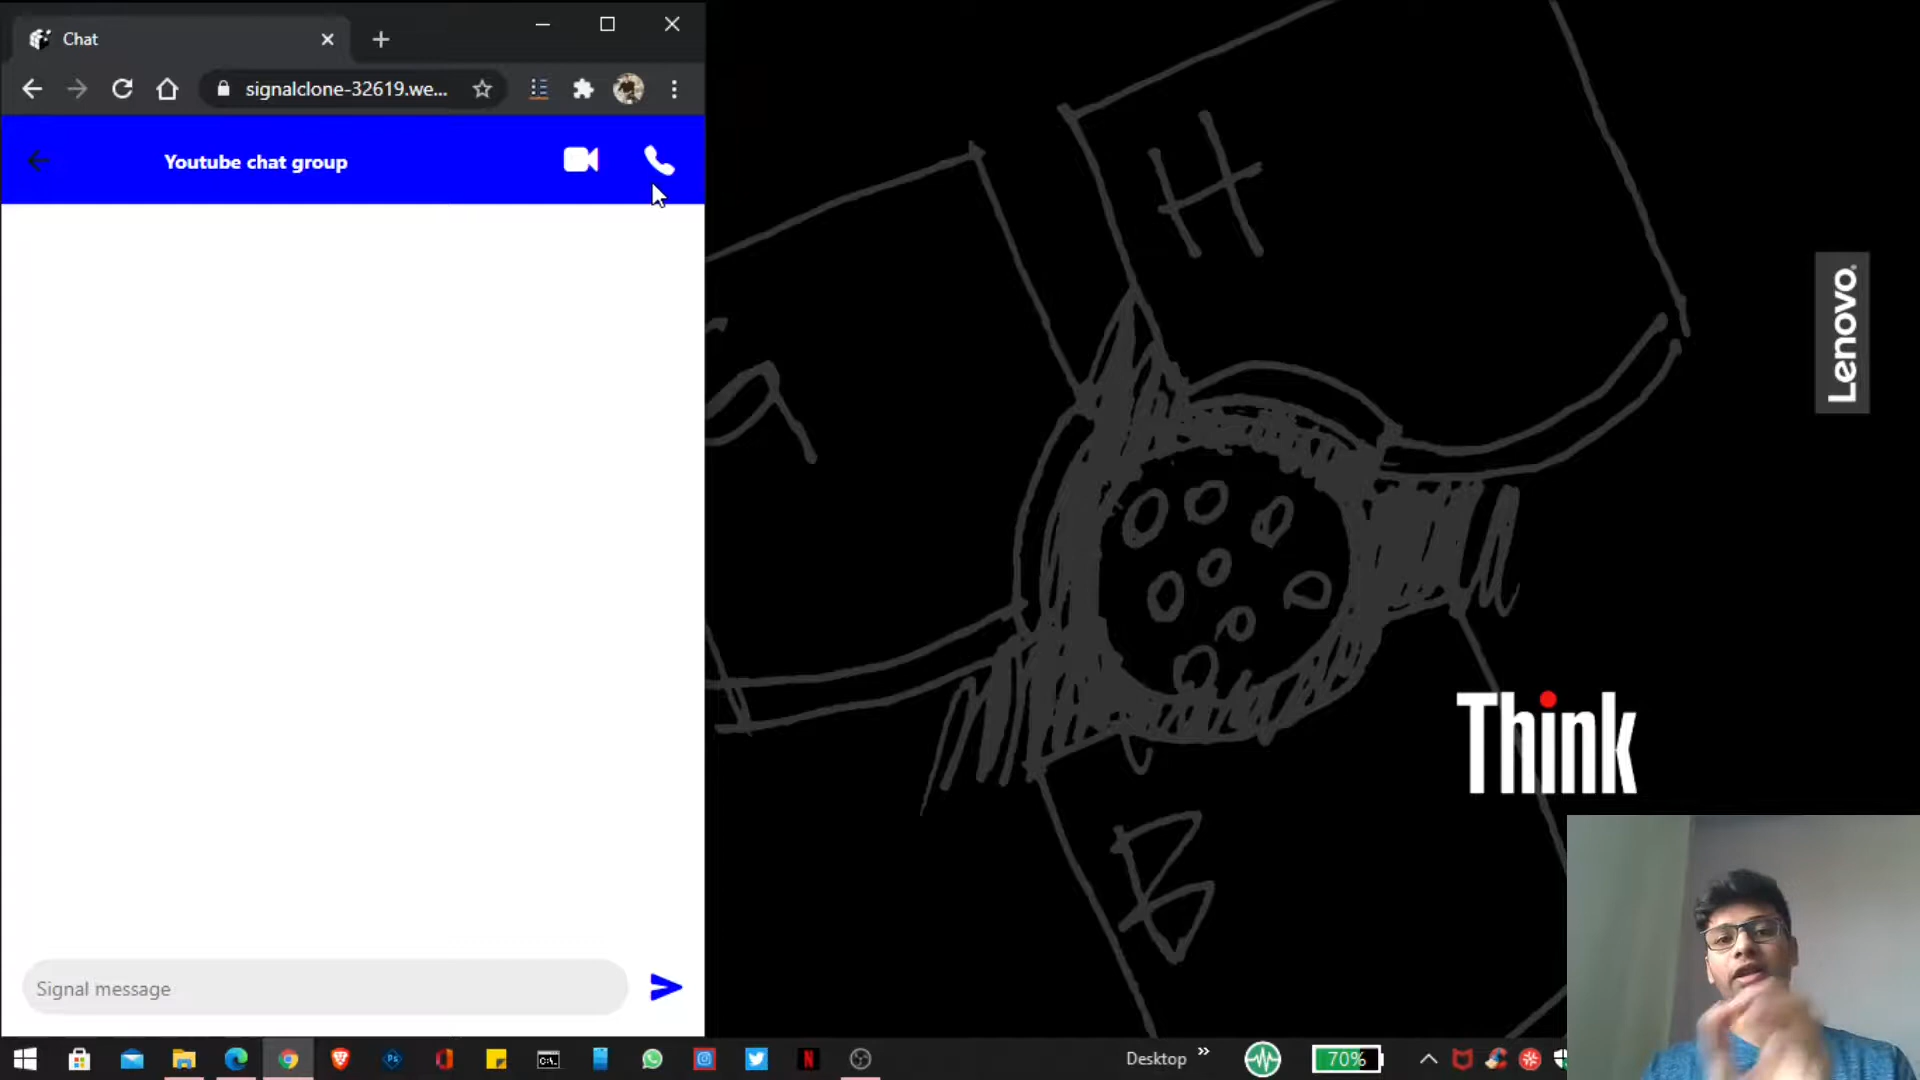 Chat
signalclone-32619.we...
Youtube chat group
H
G
Lenovo
Think
B
Signal message
Desktop
70%